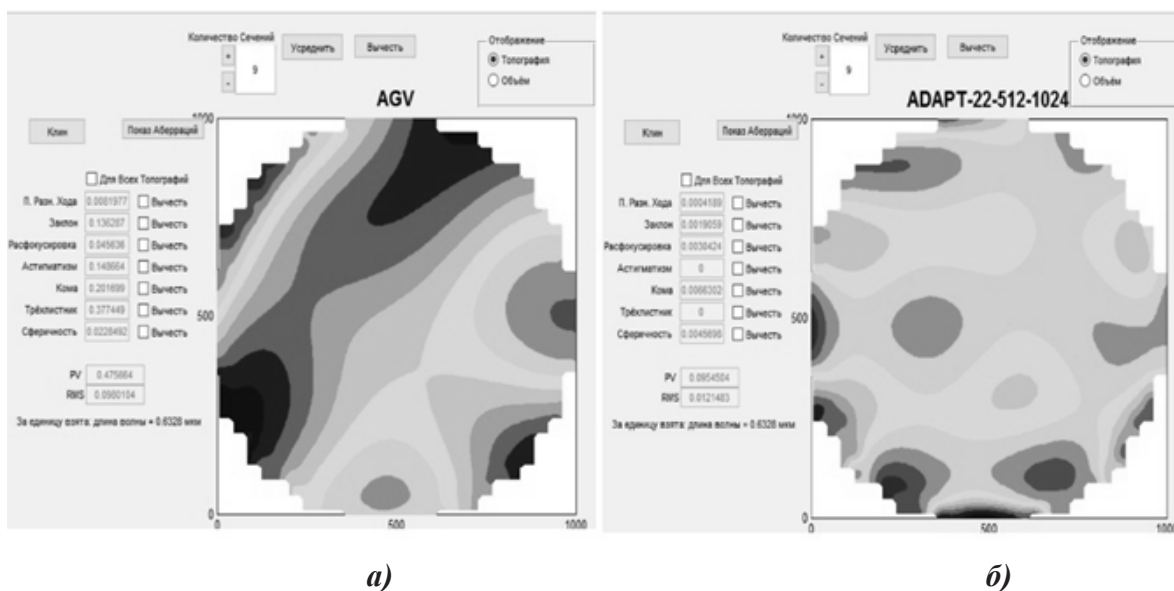 Количество Сечений
+
9
-
Усреднить
Вычесть
Отображение
Топография
Объём
AGV
Клин
Показ Аберраций
Для Всех Топографий
П. Разн. Хода 0.0081977 Вычесть
Заклон 0.136287 Вычесть
Расфокусировка 0.045636 Вычесть
Астигматизм 0.148664 Вычесть
Кома 0.201699 Вычесть
Трёхлистник 0.377449 Вычесть
Сферичность 0.0228492 Вычесть
PV 0.475664
RMS 0.0980104
За единицу взята: длина волны = 0.6328 мкм
1000
500
0
0 500 1000
а)
Количество Сечений
+
9
-
Усреднить
Вычесть
Отображение
Топография
Объём
ADAPT-22-512-1024
Клин
Показ Аберраций
Для Всех Топографий
П. Разн. Хода 0.0004189 Вычесть
Заклон 0.0019059 Вычесть
Расфокусировка 0.0030424 Вычесть
Астигматизм 0 Вычесть
Кома 0.0086302 Вычесть
Трёхлистник 0 Вычесть
Сферичность 0.0045698 Вычесть
PV 0.0954504
RMS 0.0121483
За единицу взята: длина волны = 0.6328 мкм
1000
500
0
0 500 1000
б)